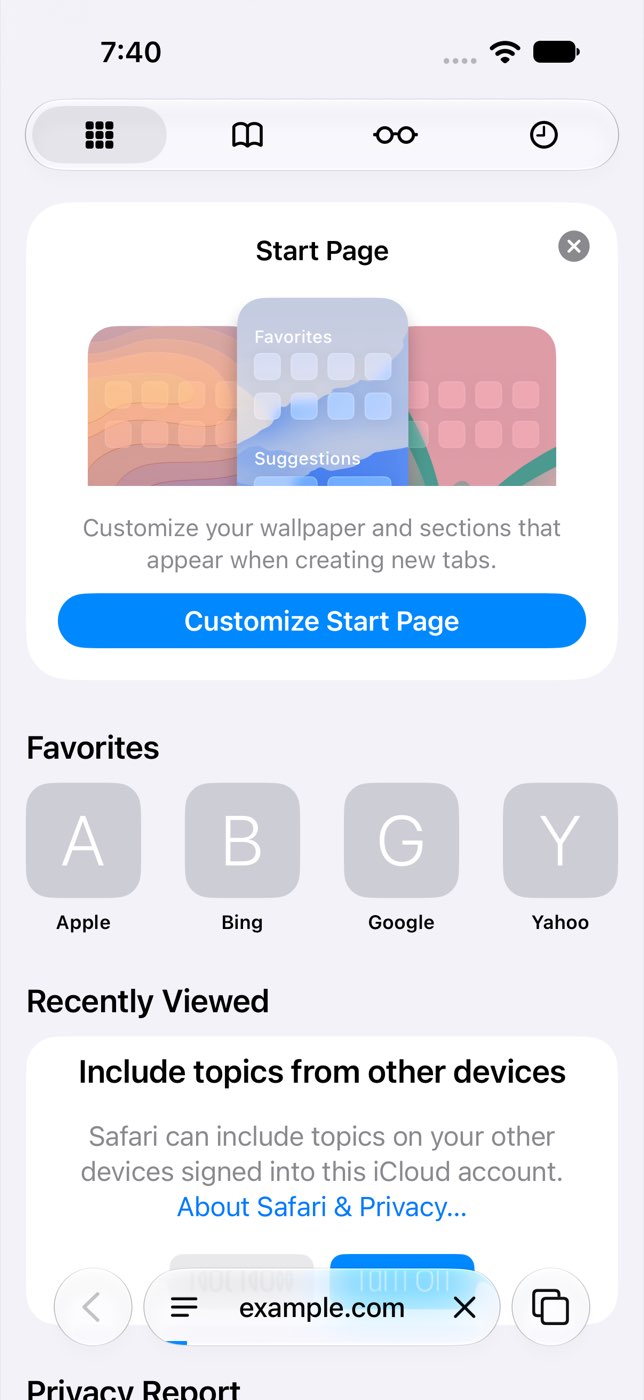 7:40
Start Page
Favorites
Suggestions
Customize your wallpaper and sections that
appear when creating new tabs.
Customize Start Page
Favorites
A B G Y
Apple Bing Google Yahoo
Recently Viewed
Include topics from other devices
Safari can include topics on your other
devices signed into this iCloud account.
About Safari & Privacy...
example.com
Privacy Report